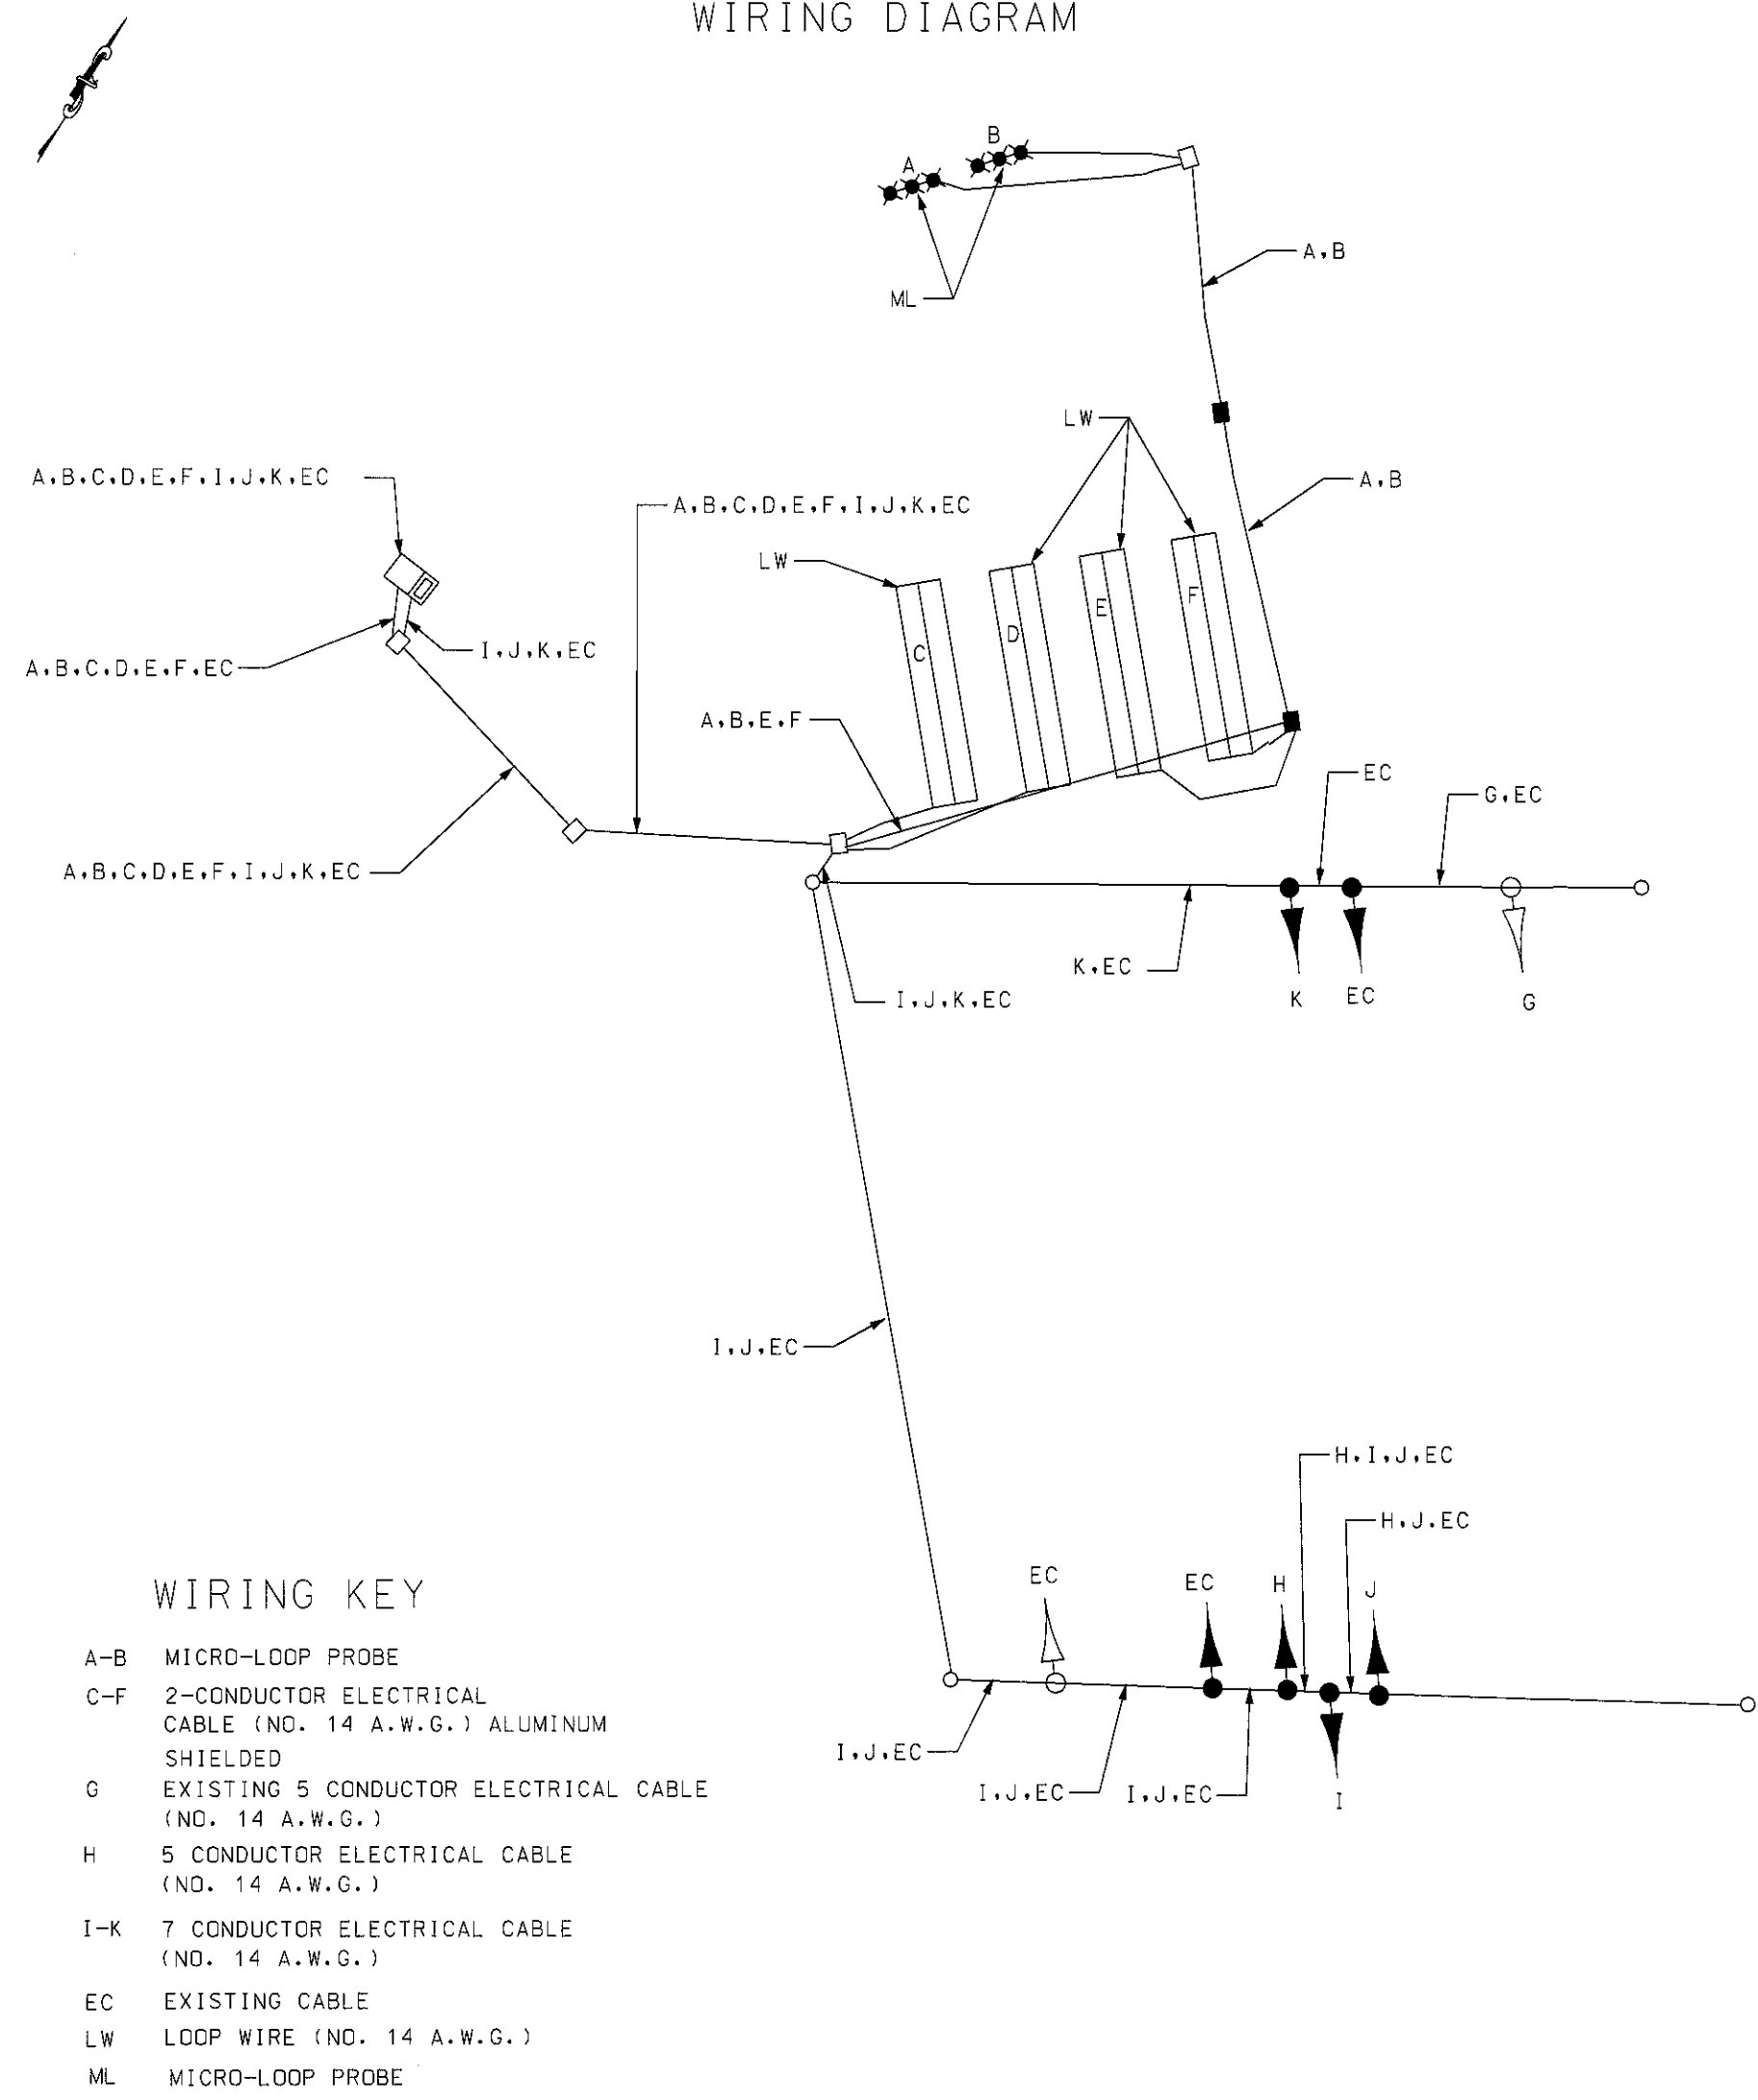 WIRING DIAGRAM
B
A
A,B
ML
LW
A,B,C,D,E,F,I,J,K,EC
A,B
A,B,C,D,E,F,I,J,K,EC
LW
F
E
D
C
I,J,K,EC
A,B,C,D,E,F,EC
A,B,E,F
EC
G,EC
A,B,C,D,E,F,I,J,K,EC
K,EC
I,J,K,EC
K
EC
G
I,J,EC
H,I,J,EC
H,J,EC
EC
EC
H
J
I,J,EC
I,J,EC
I,J,EC
I
WIRING KEY
A-B MICRO-LOOP PROBE
C-F 2-CONDUCTOR ELECTRICAL
CABLE (NO. 14 A.W.G.) ALUMINUM
SHIELDED
G EXISTING 5 CONDUCTOR ELECTRICAL CABLE
(NO. 14 A.W.G.)
H 5 CONDUCTOR ELECTRICAL CABLE
(NO. 14 A.W.G.)
I-K 7 CONDUCTOR ELECTRICAL CABLE
(NO. 14 A.W.G.)
EC EXISTING CABLE
LW LOOP WIRE (NO. 14 A.W.G.)
ML MICRO-LOOP PROBE